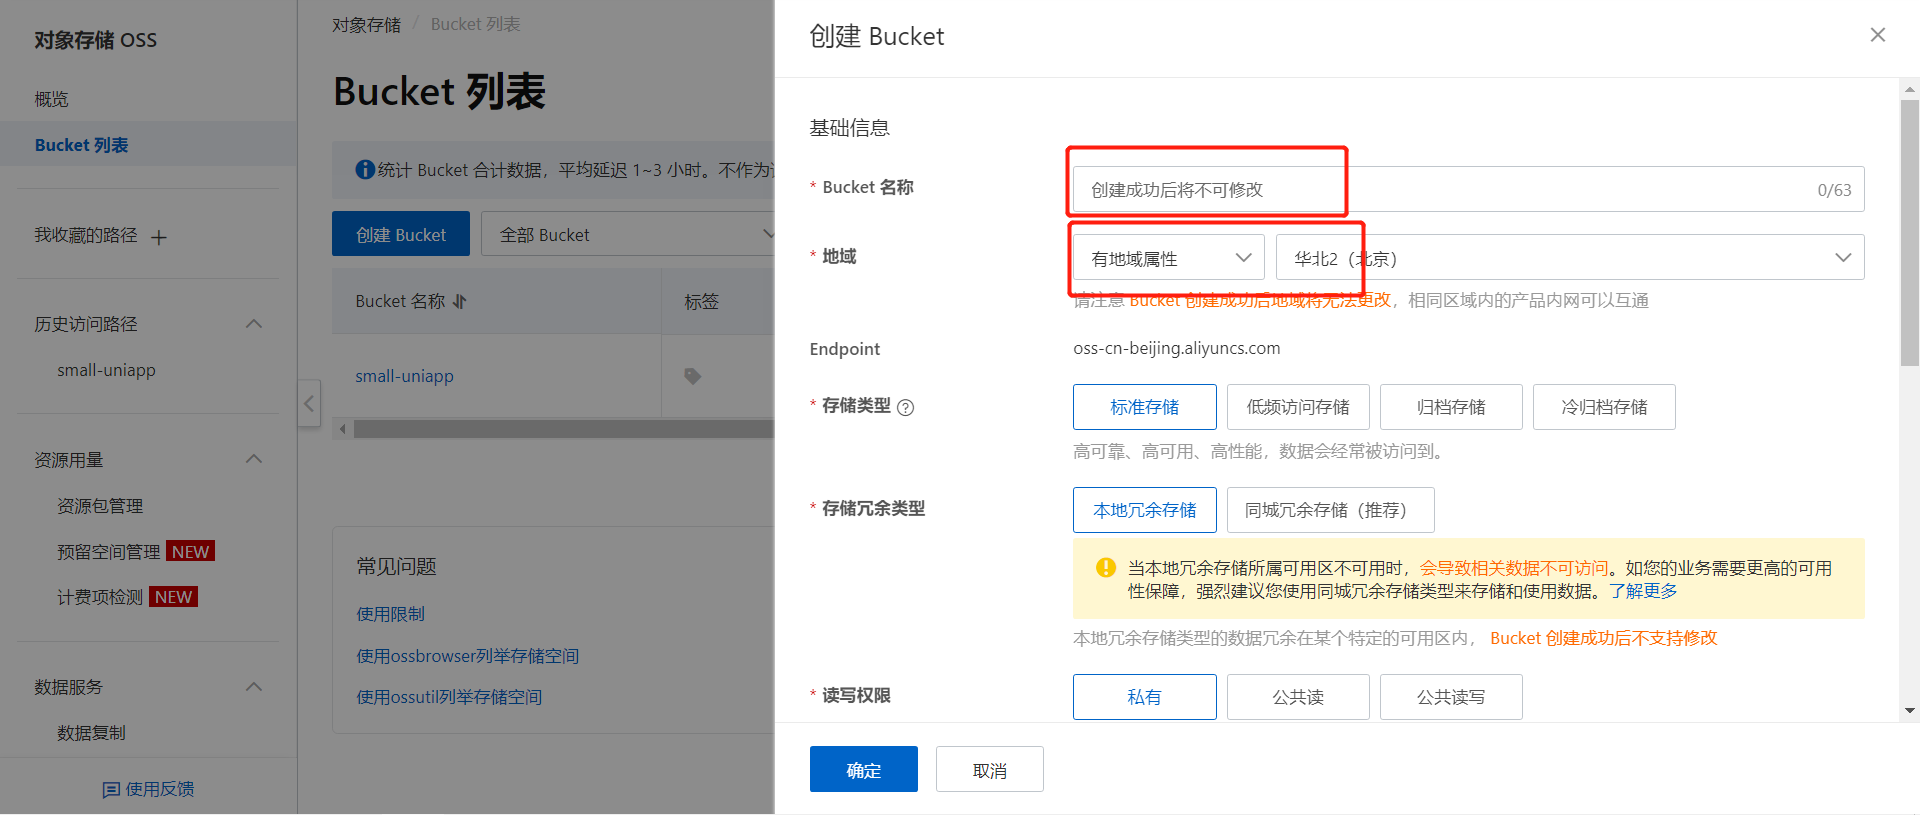 对象存储 OSS
概览
Bucket 列表
我收藏的路径
历史访问路径
small-uniapp
资源用量
资源包管理
预留空间管理 NEW
计费项检测 NEW
数据服务
数据复制
使用反馈
对象存储 / Bucket 列表
Bucket 列表
统计 Bucket 合计数据，平均延迟 1~3 小时。不作为
创建 Bucket
全部 Bucket
Bucket 名称
标签
small-uniapp
常见问题
使用限制
使用ossbrowser列举存储空间
使用ossutil列举存储空间
创建 Bucket
基础信息
* Bucket 名称
创建成功后将不可修改
0/63
* 地域
有地域属性
华北2（北京）
请注意 Bucket 创建成功后地域将无法更改，相同区域内的产品内网可以互通
Endpoint
oss-cn-beijing.aliyuncs.com
* 存储类型
标准存储
低频访问存储
归档存储
冷归档存储
高可靠、高可用、高性能，数据会经常被访问到。
* 存储冗余类型
本地冗余存储
同城冗余存储（推荐）
当本地冗余存储所属可用区不可用时，会导致相关数据不可访问。如您的业务需要更高的可用
性保障，强烈建议您使用同城冗余存储类型来存储和使用数据。了解更多
本地冗余存储类型的数据冗余在某个特定的可用区内， Bucket 创建成功后不支持修改
* 读写权限
私有
公共读
公共读写
确定
取消